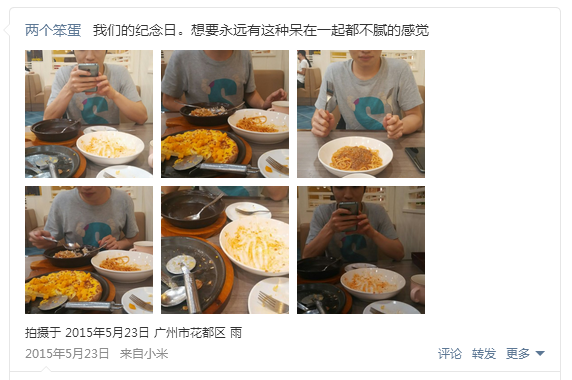 两个笨蛋 我们的纪念日。想要永远有这种呆在一起都不腻的感觉
拍摄于 2015年5月23日 广州市花都区 雨
2015年5月23日 来自小米 评论 转发 更多